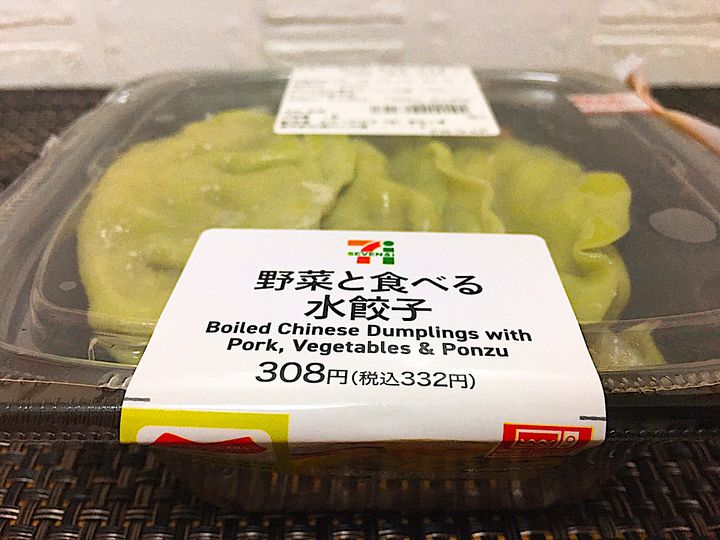 SEVEN&i
野菜と食べる
水餃子
Boiled Chinese Dumplings with
Pork, Vegetables & Ponzu
308円(税込332円)